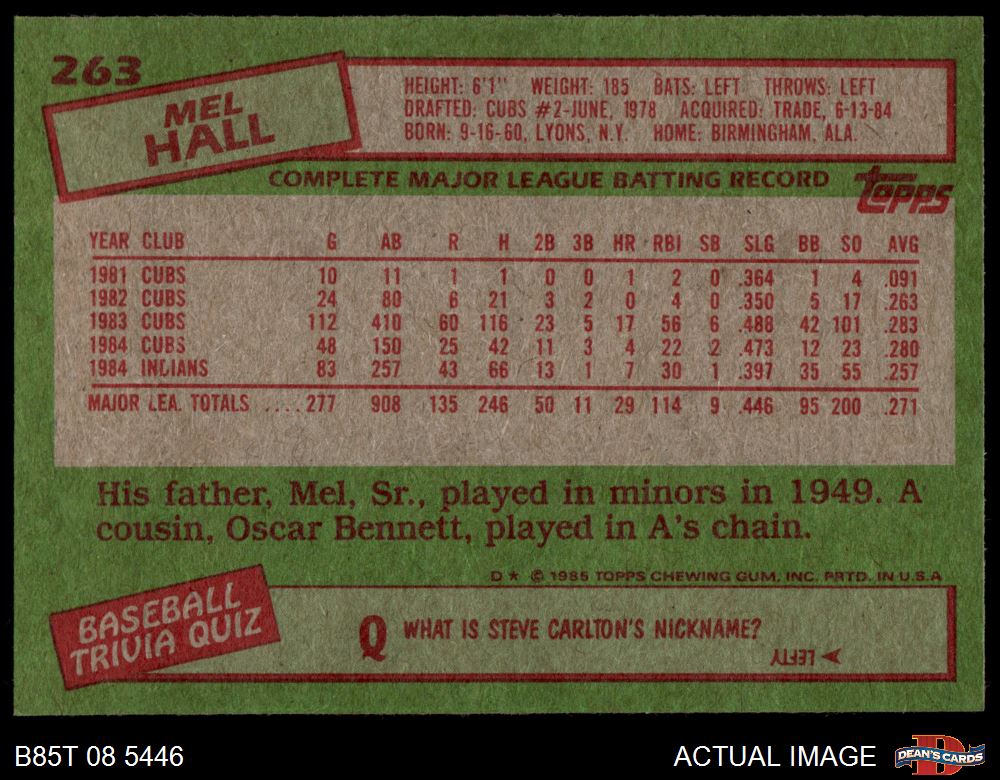 263
MEL
HALL
HEIGHT: 6'1" WEIGHT: 185 BATS: LEFT THROWS: LEFT
DRAFTED: CUBS #2-JUNE, 1978 ACQUIRED: TRADE, 6-13-84
BORN: 9-16-60, LYONS, N.Y. HOME: BIRMINGHAM, ALA.
COMPLETE MAJOR LEAGUE BATTING RECORD
Topps
YEAR CLUB G AB R H 2B 3B HR RBI SB SLG BB SO AVG
1981 CUBS 10 11 1 1 0 0 1 2 0 .364 1 4 .091
1982 CUBS 24 80 6 21 3 2 0 4 0 .350 5 17 .263
1983 CUBS 112 410 60 116 23 5 17 56 6 .488 42 101 .283
1984 CUBS 48 150 25 42 11 3 4 22 2 .473 12 23 .280
1984 INDIANS 83 257 43 66 13 1 7 30 1 .397 35 55 .257
MAJOR LEA. TOTALS ....277 908 135 246 50 11 29 114 9 .446 95 200 .271
His father, Mel, Sr., played in minors in 1949. A
cousin, Oscar Bennett, played in A's chain.
D★ © 1985 TOPPS CHEWING GUM, INC. PRTD. IN U.S.A
BASEBALL
TRIVIA QUIZ
Q WHAT IS STEVE CARLTON'S NICKNAME?
LEFTY
B85T 08 5446
ACTUAL IMAGE
DEAN'S CARDS